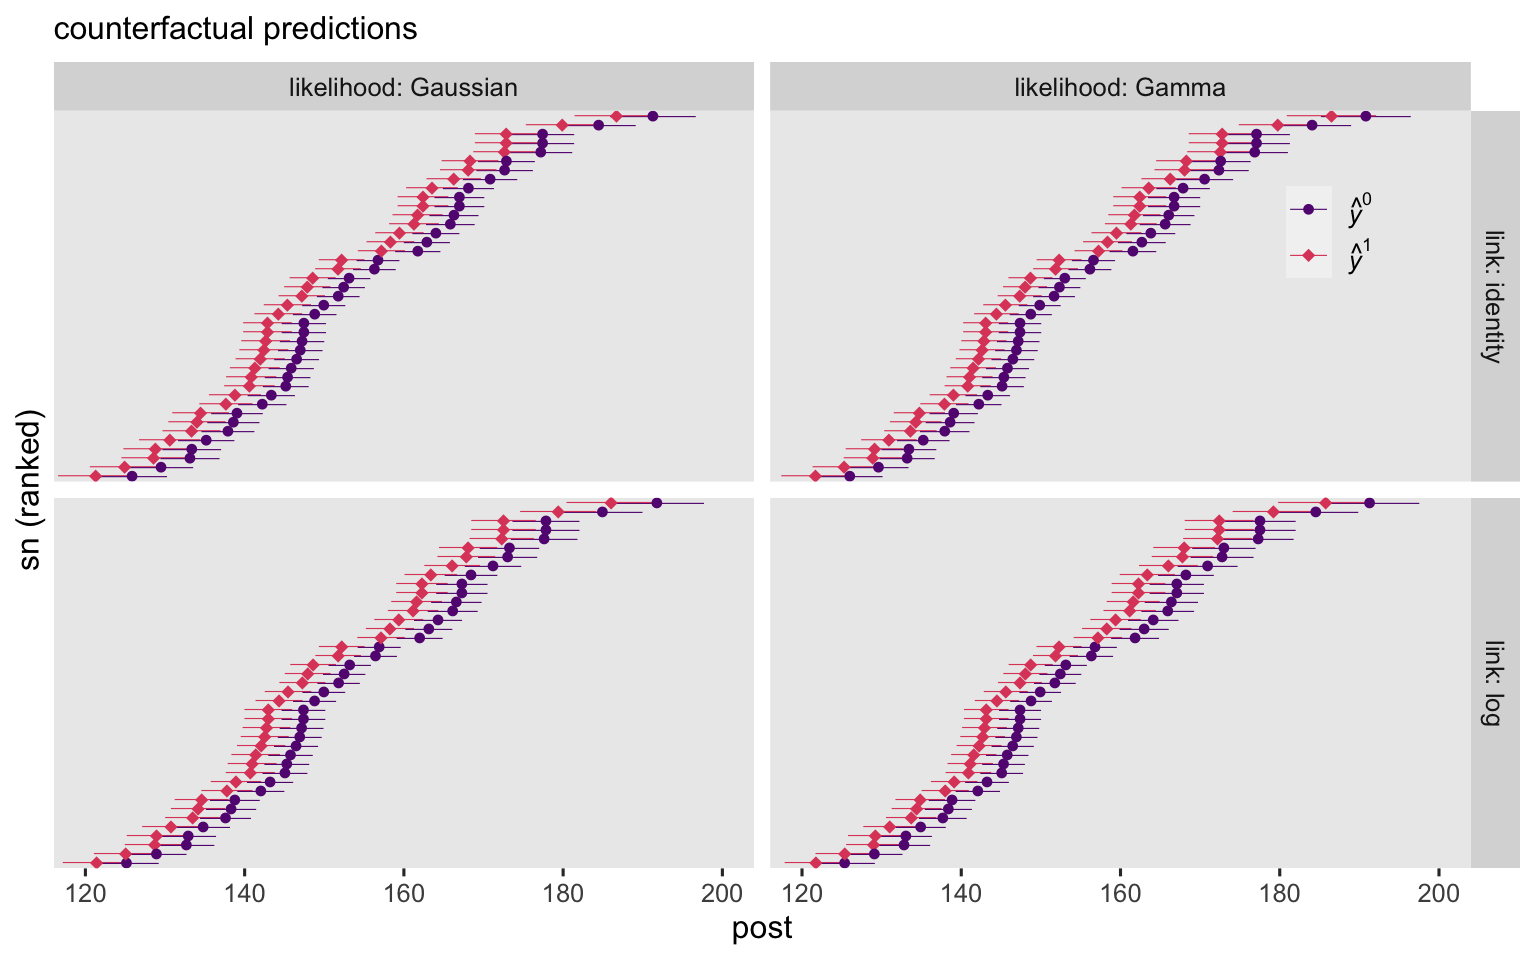 counterfactual predictions
likelihood: Gaussian
likelihood: Gamma
ŷ⁰
ŷ¹
link: identity
link: log
sn (ranked)
120 140 160 180 200
120 140 160 180 200
post